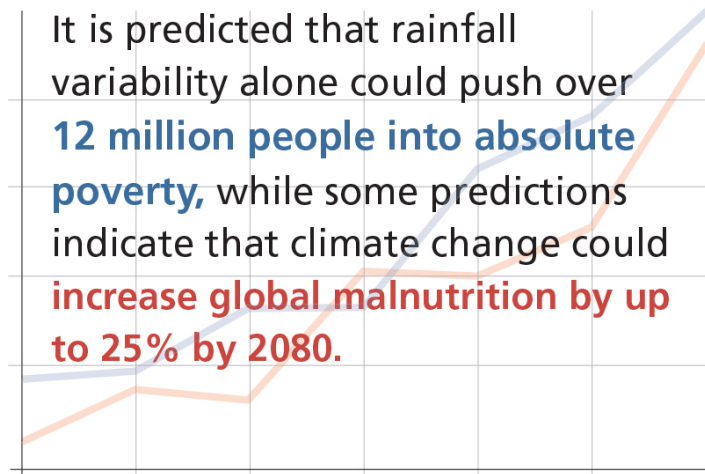 It is predicted that rainfall
variability alone could push over
12 million people into absolute
poverty, while some predictions
indicate that climate change could
increase global malnutrition by up
to 25% by 2080.